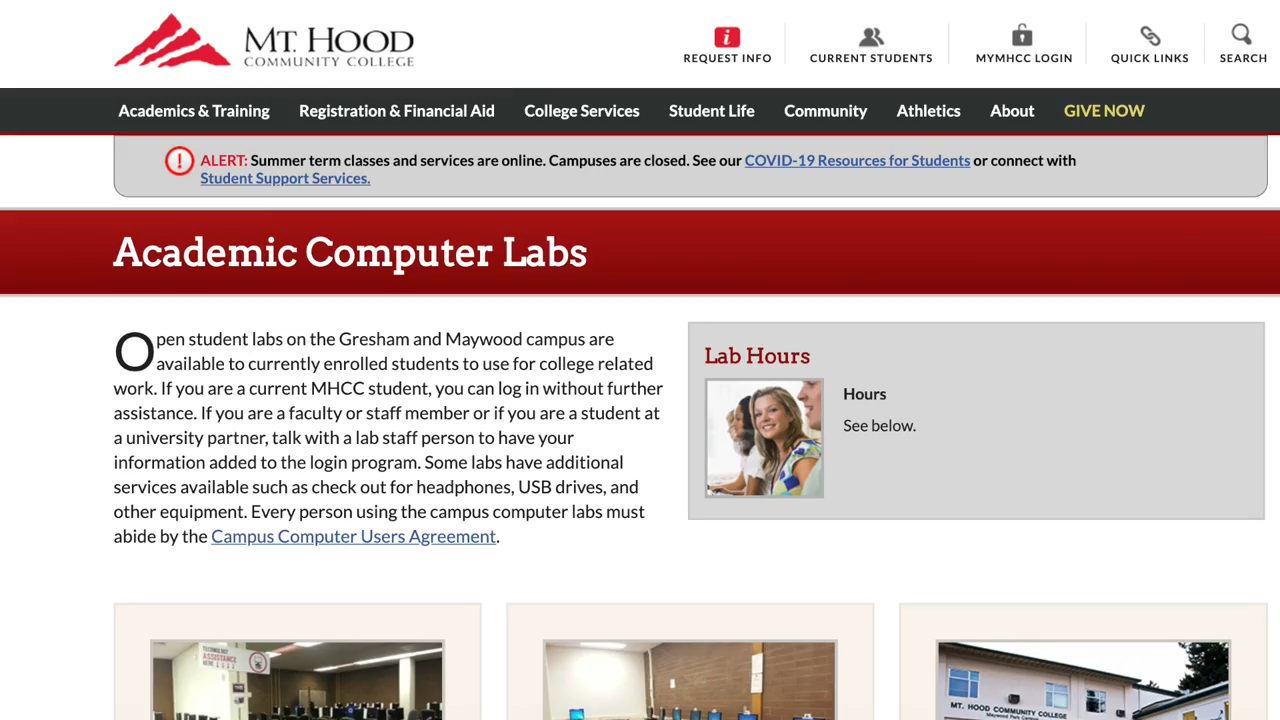 MT. HOOD
COMMUNITY COLLEGE
REQUEST INFO
CURRENT STUDENTS
MYMHCC LOGIN
QUICK LINKS
SEARCH
Academics & Training
Registration & Financial Aid
College Services
Student Life
Community
Athletics
About
GIVE NOW
ALERT: Summer term classes and services are online. Campuses are closed. See our COVID-19 Resources for Students or connect with
Student Support Services.
Academic Computer Labs
Open student labs on the Gresham and Maywood campus are
available to currently enrolled students to use for college related
work. If you are a current MHCC student, you can log in without further
assistance. If you are a faculty or staff member or if you are a student at
a university partner, talk with a lab staff person to have your
information added to the login program. Some labs have additional
services available such as check out for headphones, USB drives, and
other equipment. Every person using the campus computer labs must
abide by the Campus Computer Users Agreement.
Lab Hours
Hours
See below.
TECHNOLOGY
ASSISTANCE
HERE
MT. HOOD COMMUNITY COLLEGE
Maywood Park Campus